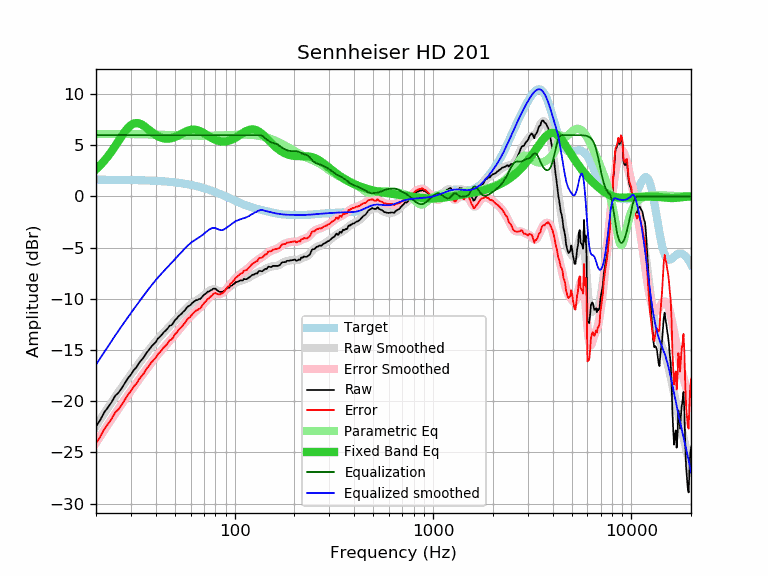 Sennheiser HD 201
Amplitude (dBr)
10
5
0
−5
−10
−15
−20
−25
−30
Target
Raw Smoothed
Error Smoothed
Raw
Error
Parametric Eq
Fixed Band Eq
Equalization
Equalized smoothed
100
1000
10000
Frequency (Hz)